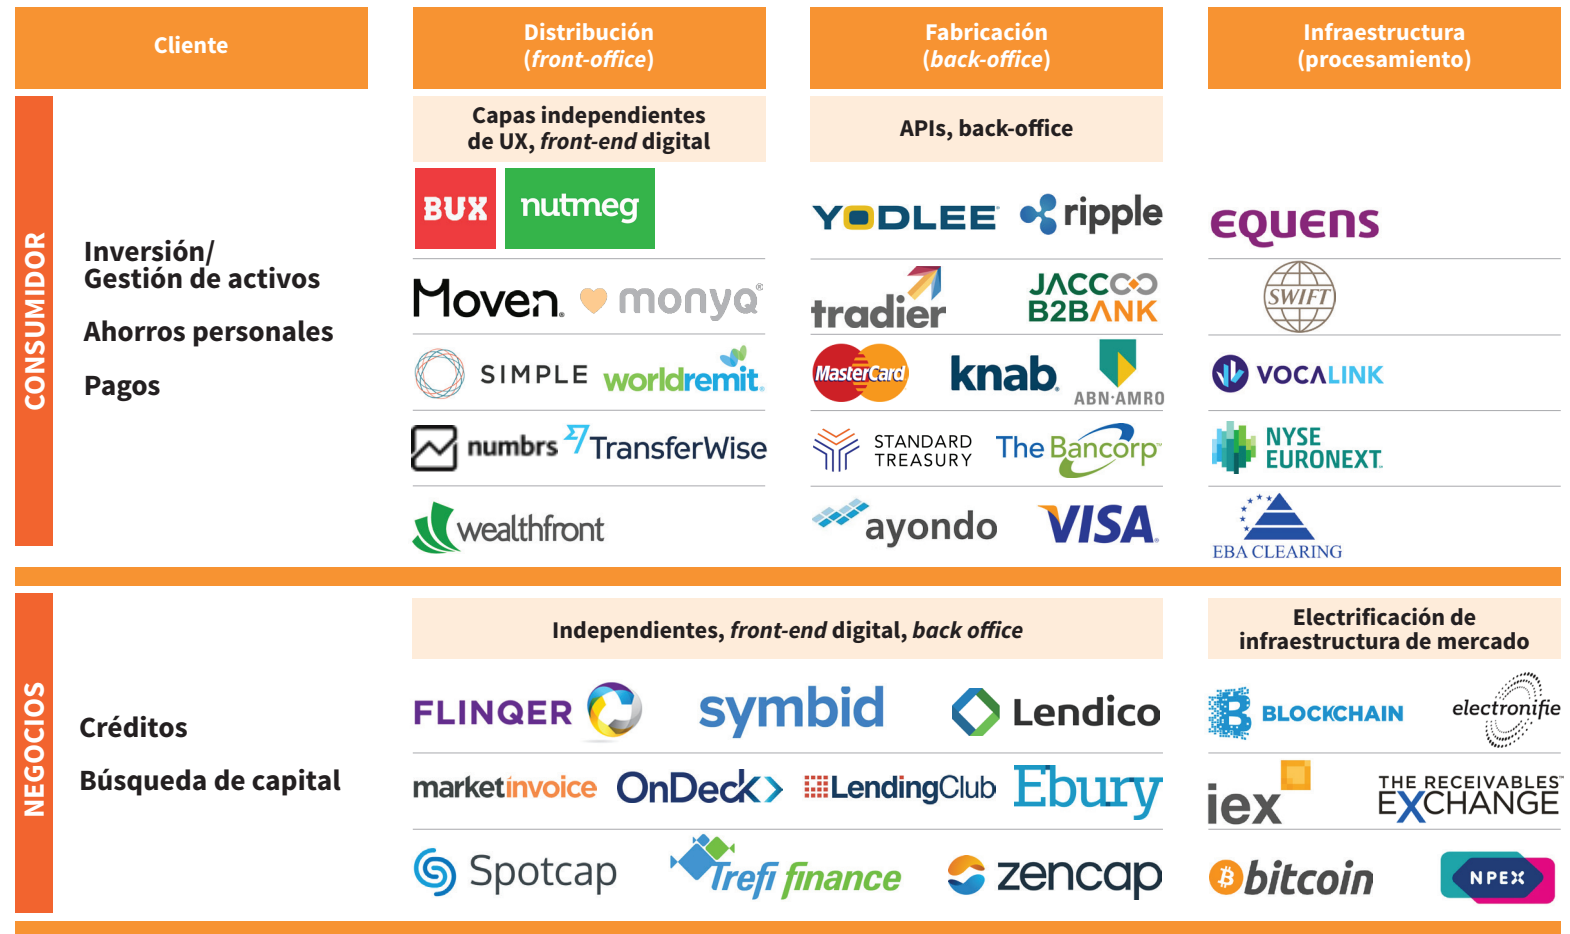 Cliente
Distribución
(front-office)
Fabricación
(back-office)
Infraestructura
(procesamiento)
CONSUMIDOR
Inversión/
Gestión de activos
Ahorros personales
Pagos
Capas independientes
de UX, front-end digital
BUX nutmeg
Moven. monyq®
SIMPLE worldremit.
numbrs TransferWise
wealthfront
APIs, back-office
YODLEE ripple
tradier JACCOO
B2BANK
MasterCard knab. ABN·AMRO
STANDARD
TREASURY The Bancorp™
ayondo VISA
EQUENS
SWIFT
VOCALINK
NYSE
EURONEXT.
EBA CLEARING
NEGOCIOS
Créditos
Búsqueda de capital
Independientes, front-end digital, back office
FLINQER symbid Lendico
marketinvoice OnDeck LendingClub Ebury
Spotcap Trefi finance zencap
Electrificación de
infraestructura de mercado
BLOCKCHAIN electronifie
iex THE RECEIVABLES
EXCHANGE
bitcoin NPEX